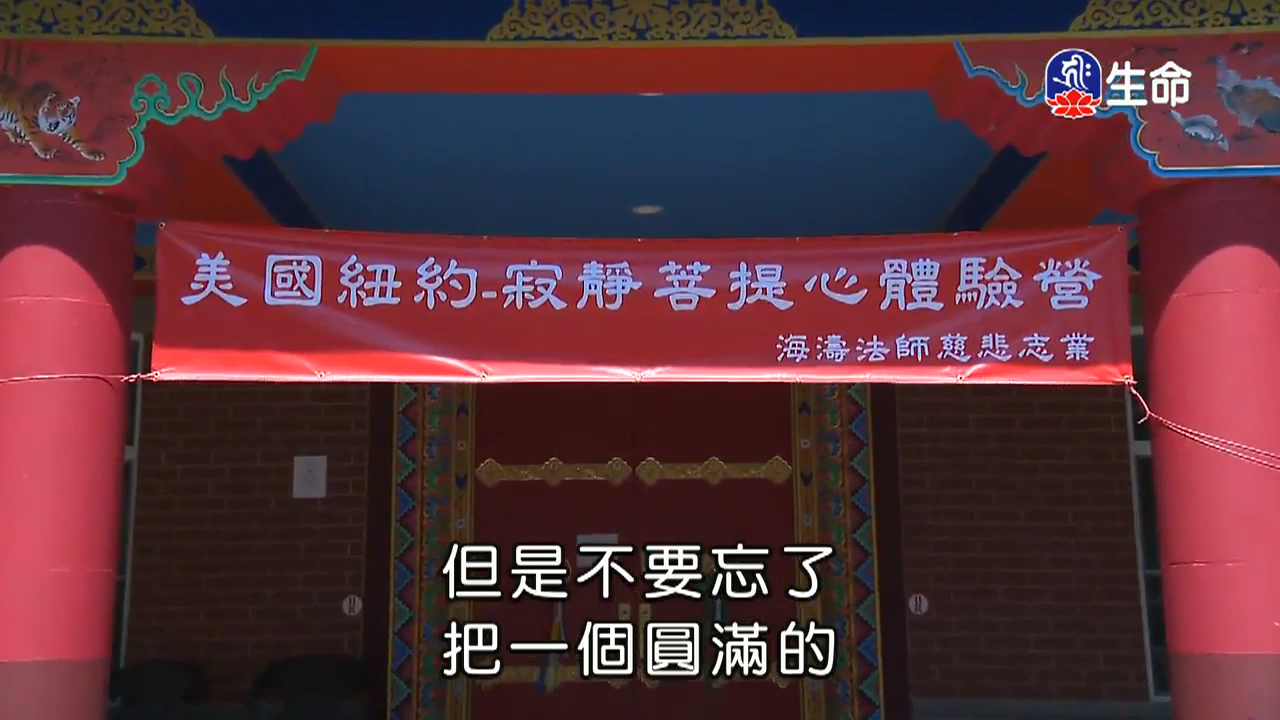 生命
美國紐約-寂靜菩提心體驗營
海濤法師慈悲志業
但是不要忘了
把一個圓滿的